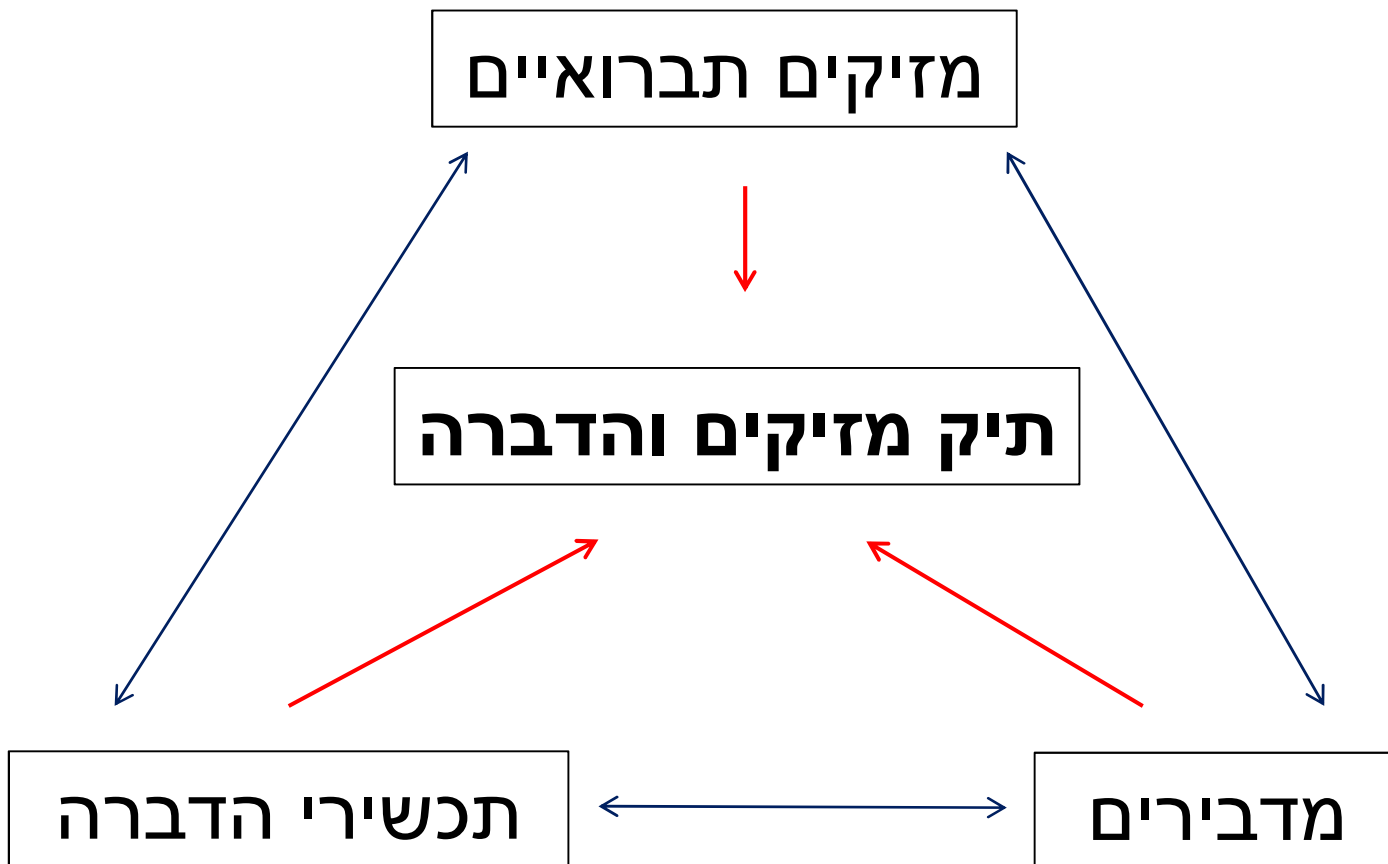 מזיקים תברואיים
תיק מזיקים והדברה
מדבירים
תכשירי הדברה